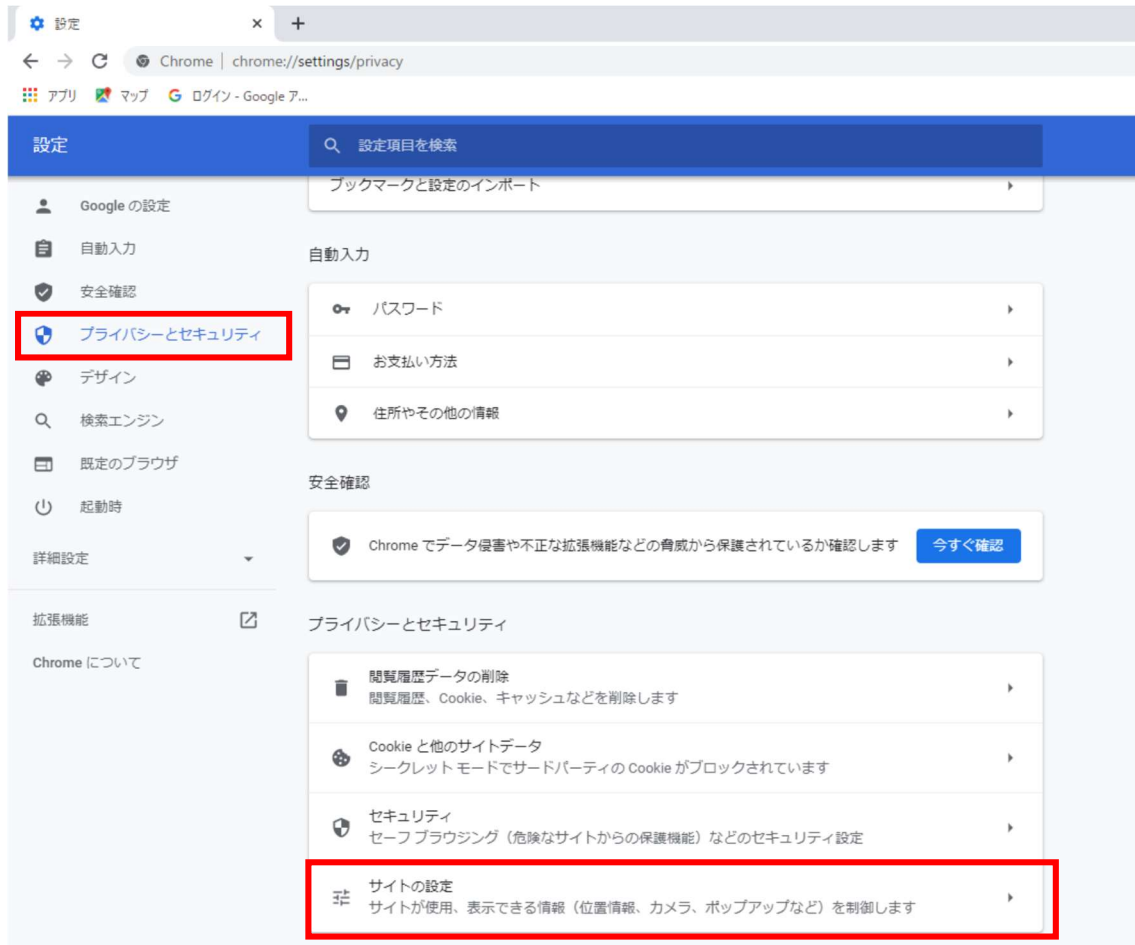 設定
Chrome | chrome://settings/privacy
アプリ マップ G ログイン - Google ア...
設定
設定項目を検索
ブックマークと設定のインポート
Google の設定
自動入力
安全確認
プライバシーとセキュリティ
デザイン
検索エンジン
既定のブラウザ
起動時
詳細設定
拡張機能
Chrome について
自動入力
パスワード
お支払い方法
住所やその他の情報
安全確認
Chrome でデータ侵害や不正な拡張機能などの脅威から保護されているか確認します
今すぐ確認
プライバシーとセキュリティ
閲覧履歴データの削除
閲覧履歴、Cookie、キャッシュなどを削除します
Cookie と他のサイトデータ
シークレット モードでサードパーティの Cookie がブロックされています
セキュリティ
セーフ ブラウジング(危険なサイトからの保護機能)などのセキュリティ設定
サイトの設定
サイトが使用、表示できる情報(位置情報、カメラ、ポップアップなど)を制御します